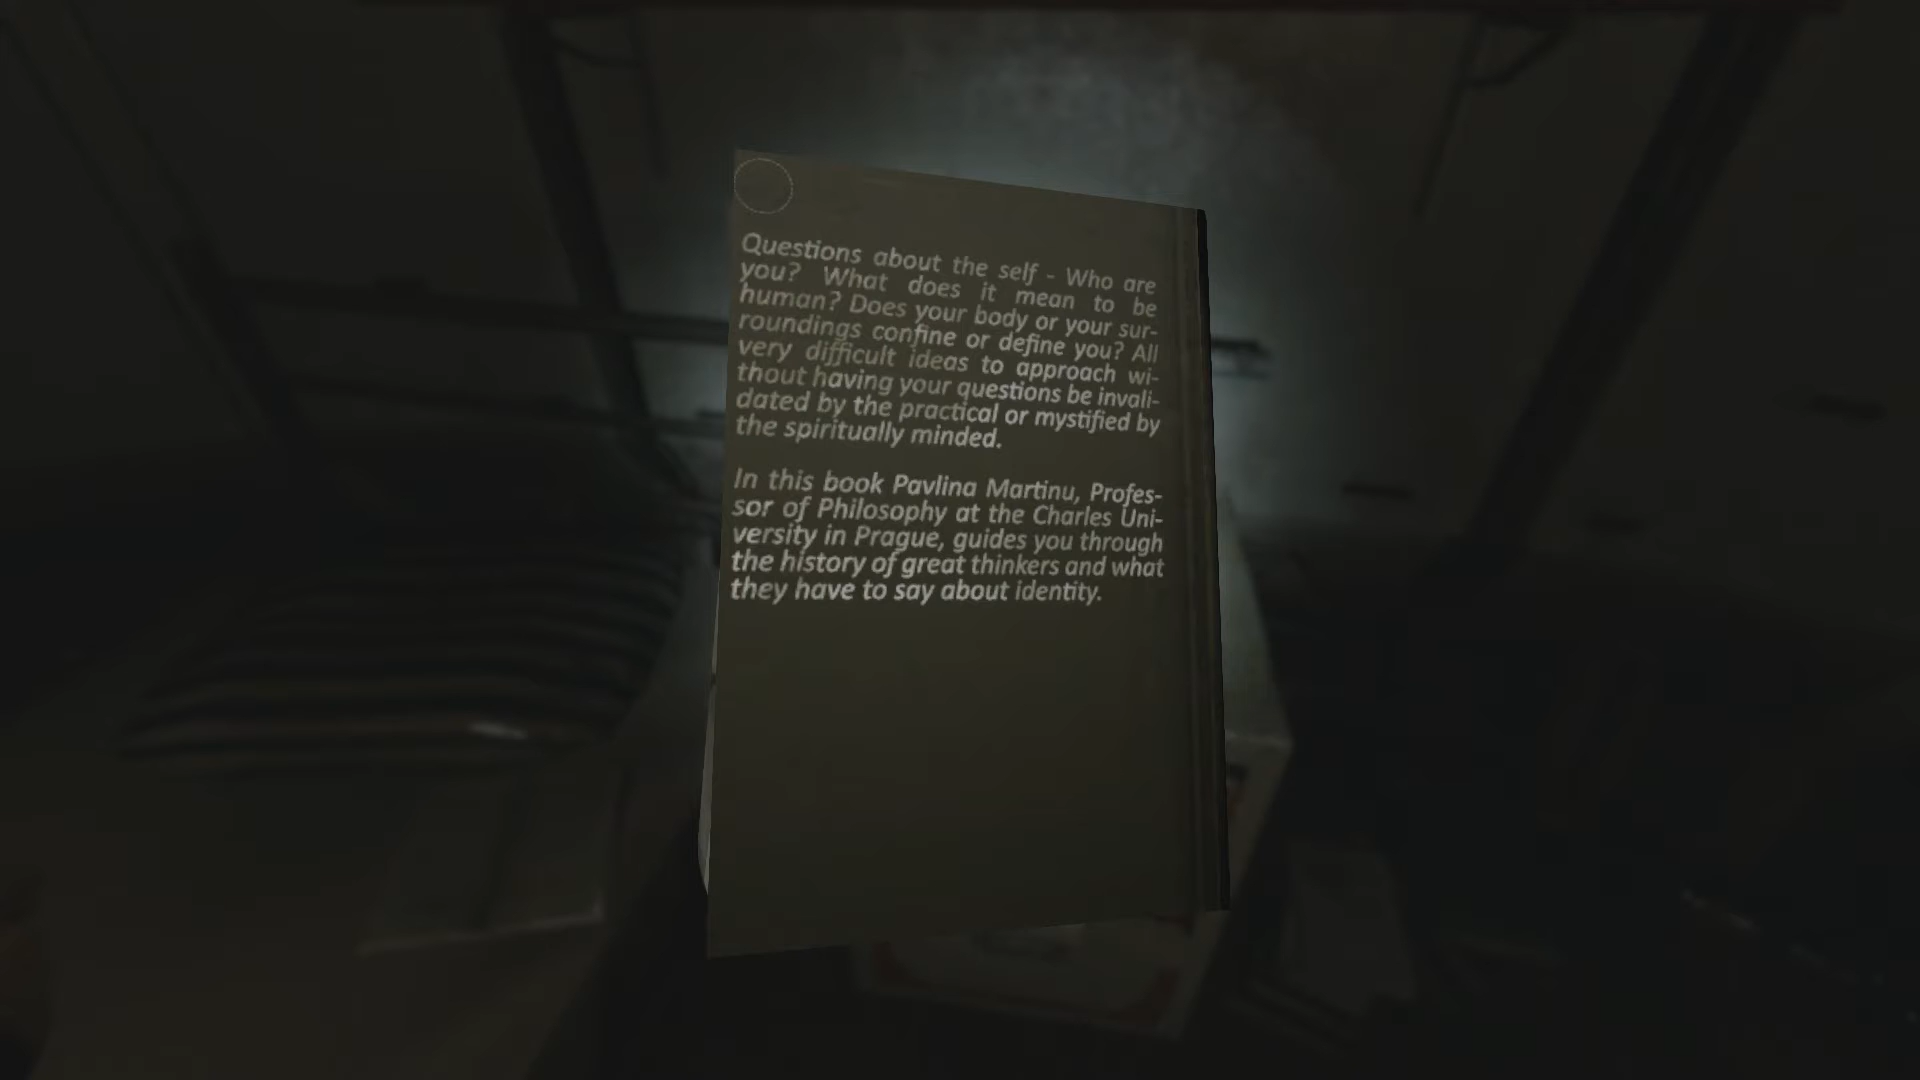 Questions about the self - Who are
you? What does it mean to be
human? Does your body or your sur-
roundings confine or define you? All
very difficult ideas to approach wi-
thout having your questions be invali-
dated by the practical or mystified by
the spiritually minded.
In this book Pavlina Martinu, Profes-
sor of Philosophy at the Charles Uni-
versity in Prague, guides you through
the history of great thinkers and what
they have to say about identity.